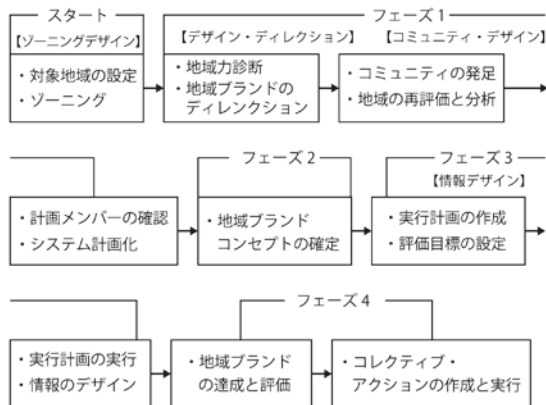 スタート
フェーズ1
【ゾーニングデザイン】
【デザイン・ディレクション】
【コミュニティ・デザイン】
・対象地域の設定
・ゾーニング
・地域力診断
・地域ブランドの
ディレンクション
・コミュニティの発足
・地域の再評価と分析
フェーズ2
フェーズ3
【情報デザイン】
・計画メンバーの確認
・システム計画化
・地域ブランド
コンセプトの確定
・実行計画の作成
・評価目標の設定
フェーズ4
・実行計画の実行
・情報のデザイン
・地域ブランド
の達成と評価
・コレクティブ・
アクションの作成と実行